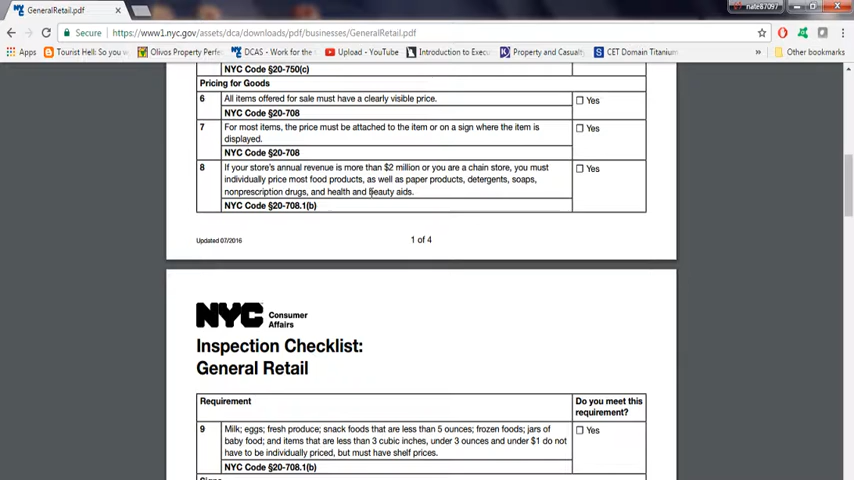 GeneralRetail.pdf
nate87097
Secure https://www1.nyc.gov/assets/dca/downloads/pdf/businesses/GeneralRetail.pdf
Apps Tourist Hell: So you Olivos Property Perfe DCAS - Work for the Upload - YouTube Introduction to Execu Property and Casualty CET Domain Titanium » Other bookmarks
NYC Code §20-750(c)
Pricing for Goods
6 All items offered for sale must have a clearly visible price. Yes
NYC Code §20-708
7 For most items, the price must be attached to the item or on a sign where the item is Yes
displayed.
NYC Code §20-708
8 If your store's annual revenue is more than $2 million or you are a chain store, you must Yes
individually price most food products, as well as paper products, detergents, soaps,
nonprescription drugs, and health and beauty aids.
NYC Code §20-708.1(b)
Updated 07/2016 1 of 4
NYC Consumer
Affairs
Inspection Checklist:
General Retail
Requirement Do you meet this
requirement?
9 Milk; eggs; fresh produce; snack foods that are less than 5 ounces; frozen foods; jars of Yes
baby food; and items that are less than 3 cubic inches, under 3 ounces and under $1 do not
have to be individually priced, but must have shelf prices.
NYC Code §20-708.1(b)
Signs